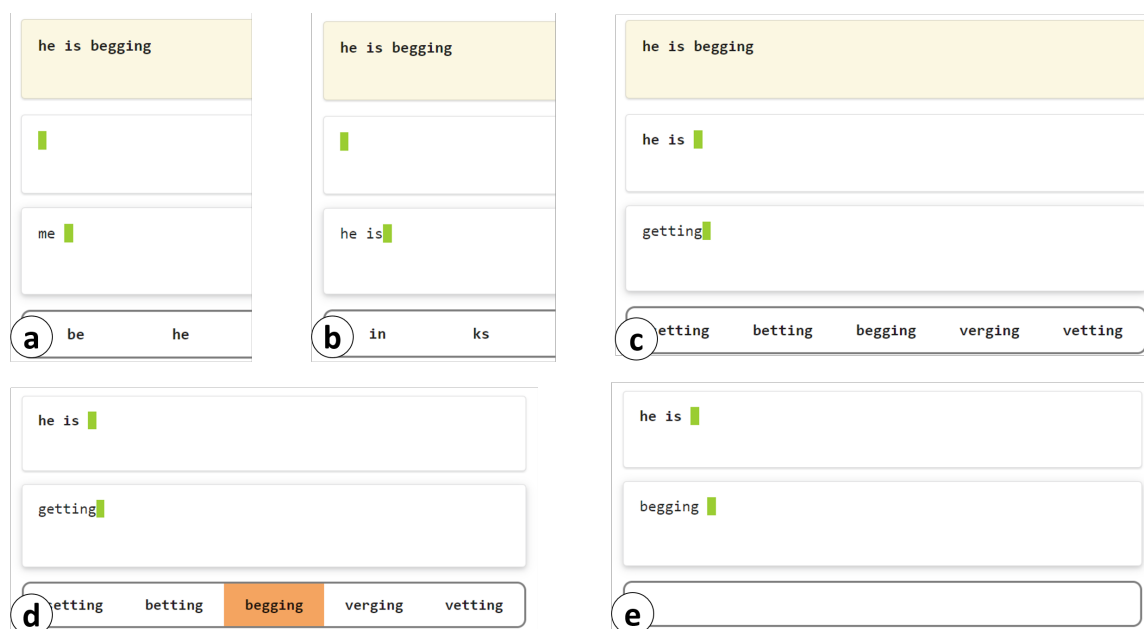 he is begging
me
be he
a
he is begging
he is
in ks
b
he is begging
he is
getting
etting betting begging verging vetting
c
he is
getting
etting betting begging verging vetting
d
he is
begging
e